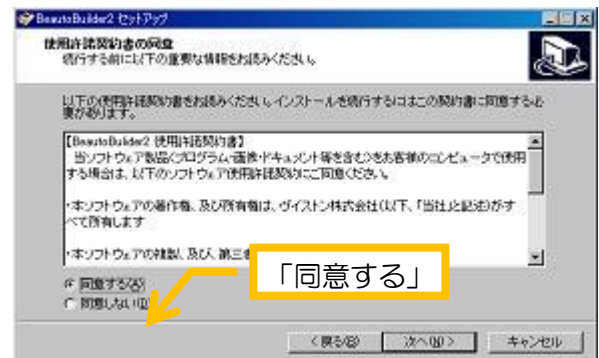 BeautoBuilder2 セットアップ
使用許諾契約書の同意
続行する前に以下の重要な情報をお読みください。
以下の使用許諾契約書をお読みください。インストールを続行するにはこの契約書に同意する必
要があります。
【BeautoBuilder2 使用許諾契約書】
当ソフトウェア製品(プログラム・画像・ドキュメント等を含む)をお客様のコンピュータで使用
する場合は、以下のソフトウェア使用許諾契約にご同意ください。
・本ソフトウェアの著作権、及び所有権は、ヴイストン株式会社(以下、「当社」と記述)がす
べて所有します
・本ソフトウェアの複製、及び、第三者
同意する(A)
「同意する」
同意しない(D)
< 戻る(B)
次へ(N) >
キャンセル